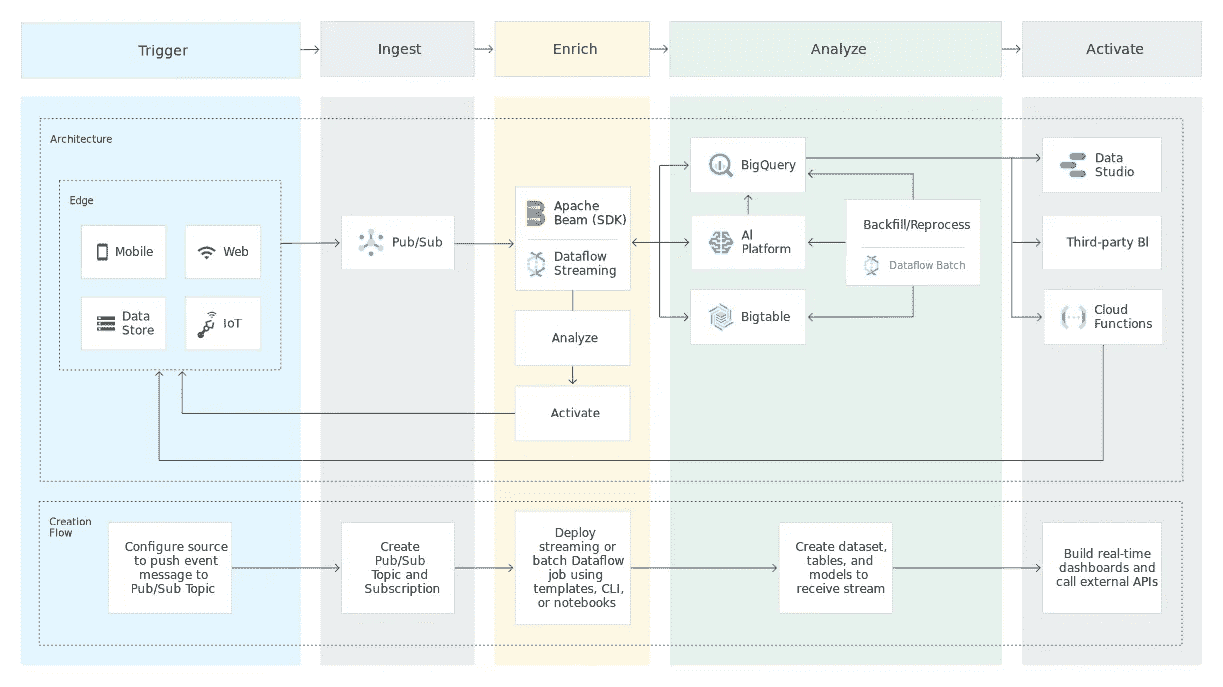 Trigger
Ingest
Enrich
Analyze
Activate
Architecture
Edge
Mobile
Web
Data
Store
IoT
Pub/Sub
Apache
Beam (SDK)
Dataflow
Streaming
Analyze
Activate
BigQuery
AI
Platform
Bigtable
Backfill/Reprocess
Dataflow Batch
Data
Studio
Third-party BI
Cloud
Functions
Creation
Flow
Configure source
to push event
message to
Pub/Sub Topic
Create
Pub/Sub
Topic and
Subscription
Deploy
streaming or
batch Dataflow
job using
templates, CLI,
or notebooks
Create dataset,
tables, and
models to
receive stream
Build real-time
dashboards and
call external APIs